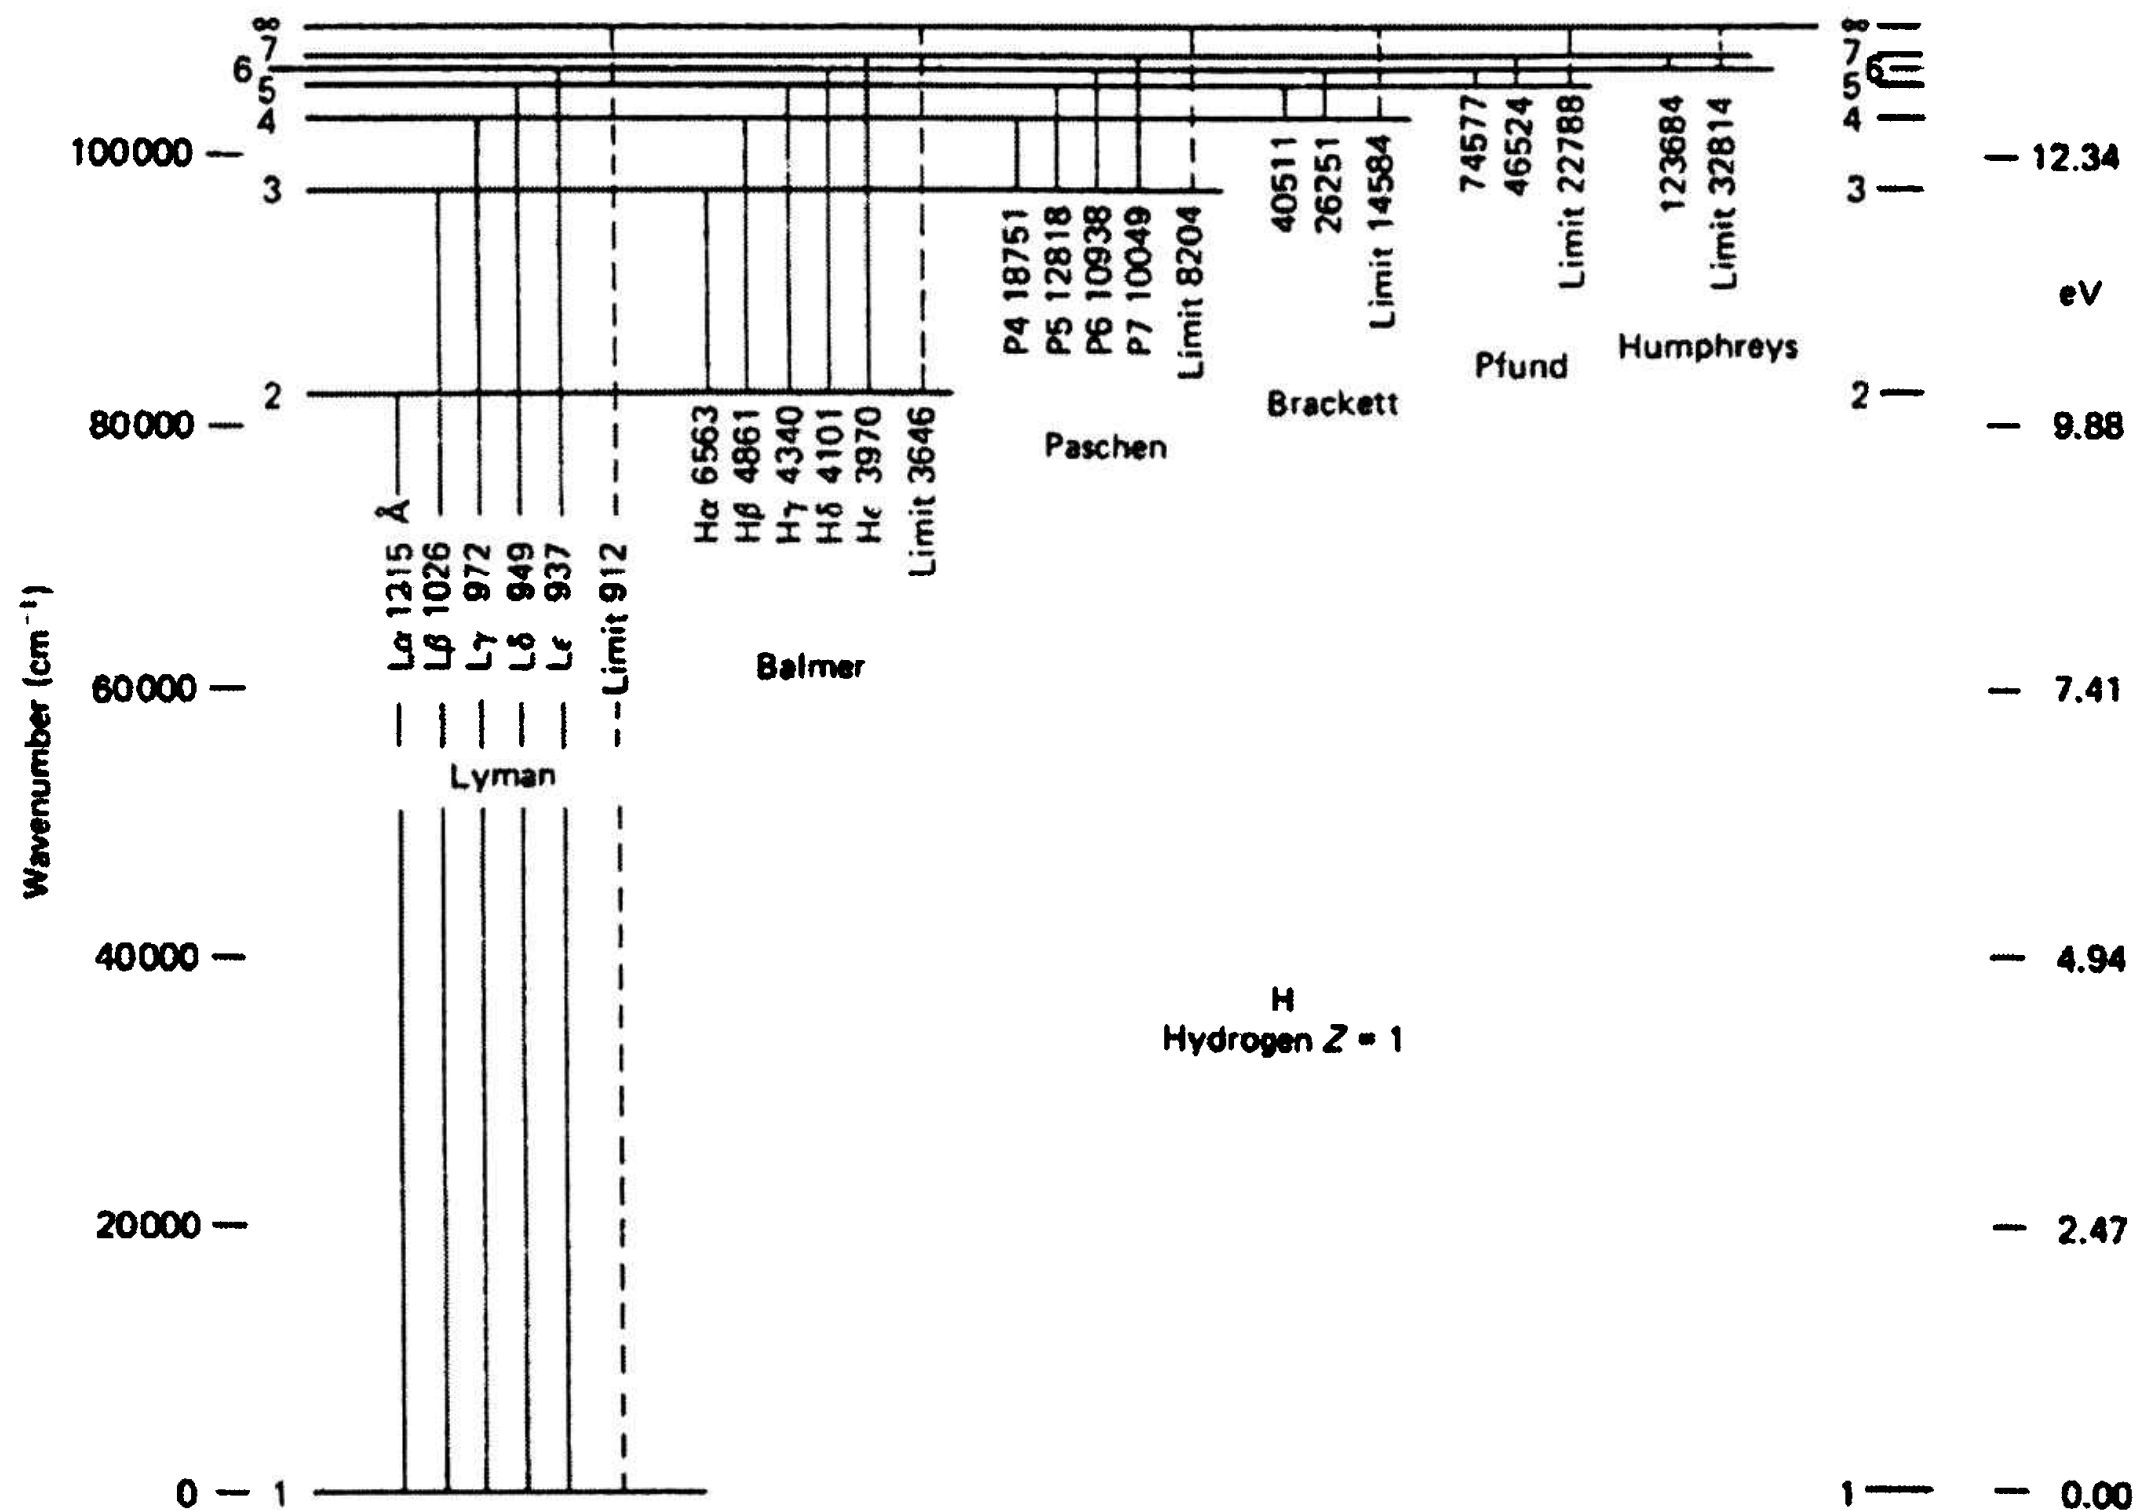 ∞
7
6
5
4
100000
3
2
80000
60000
40000
20000
0
1
Wavenumber (cm⁻¹)
Lα 1215 Å
Lβ 1026
Lγ 972
Lδ 949
Lε 937
Limit 912
Lyman
Hα 6563
Hβ 4861
Hγ 4340
Hδ 4101
Hε 3970
Limit 3646
Balmer
P4 18751
P5 12818
P6 10938
P7 10049
Limit 8204
Paschen
40511
26251
Limit 14584
Brackett
74577
46524
Limit 22788
Pfund
123684
Limit 32814
Humphreys
H
Hydrogen Z = 1
∞
7
6
5
4
3
2
1
12.34
eV
9.88
7.41
4.94
2.47
0.00